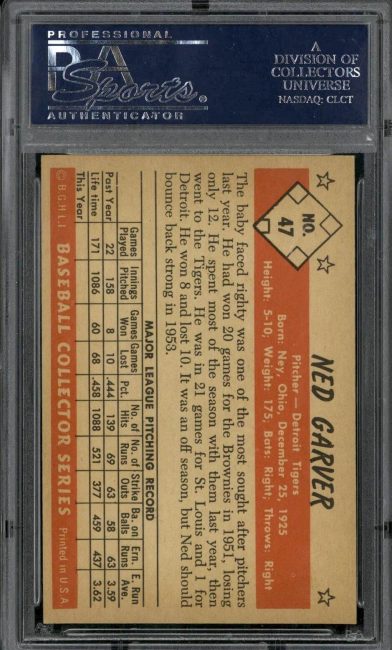 PROFESSIONAL
PSA
Sports
AUTHENTICATOR
A
DIVISION OF
COLLECTORS
UNIVERSE
NASDAQ: CLCT
NO.
47
NED GARVER
Pitcher—Detroit Tigers
Born: Ney, Ohio, December 25, 1925
Height: 5-10; Weight: 175, Bats: Right; Throws: Right
The baby faced righty was one of the most sought after pitchers
last year. He had won 20 games for the Brownies in 1951, losing
only 12. He spent most of the season with them last year, then
went to the Tigers. He was in 21 games for St. Louis and 1 for
Detroit. He won 8 and lost 10. It was an off season, but Ned should
bounce back strong in 1953.
MAJOR LEAGUE PITCHING RECORD
Games Innings Games Games No. of No. of Strike Ba. on Ern. E. Run
Played Pitched Won Lost Pct. Hits Runs Outs Balls Runs Ave.
Past Year 22 158 8 10 .444 139 69 63 58 63 3.59
Life time 171 1086 60 68 .458 1088 521 377 459 437 3.62
This Year
© B.G.H.L.I. BASEBALL COLLECTOR SERIES Printed in U.S.A